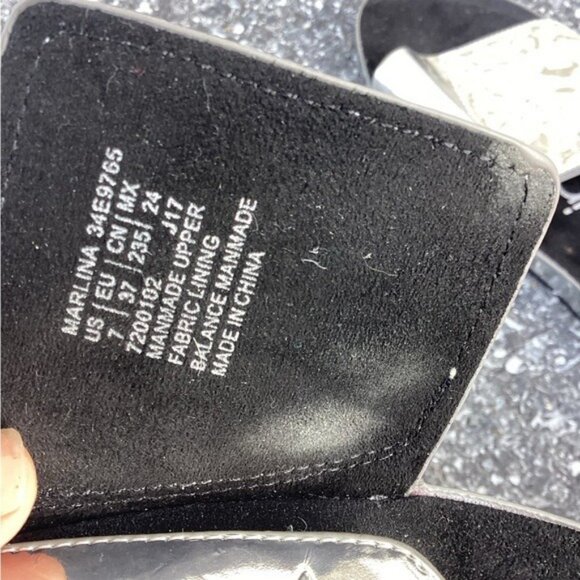 MARLINA 34E9765
US | EU | CN | MX
7 | 37 | 235 | 24
7200102 J17
MANMADE UPPER
FABRIC LINING
BALANCE MANMADE
MADE IN CHINA